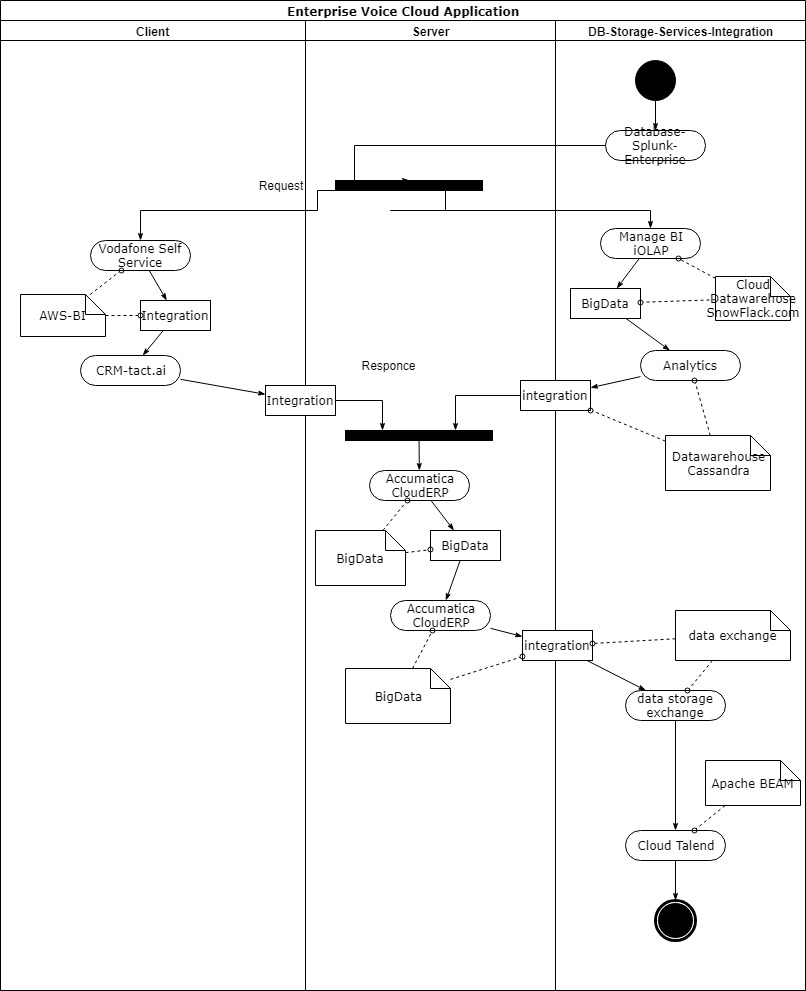 Enterprise Voice Cloud Application
Client
Server
DB-Storage-Services-Integration
Database-
Splunk-
Enterprise
Request
Vodafone Self
Service
Manage BI
iOLAP
AWS-BI
Integration
BigData
Cloud
Datawarehose
SnowFlack.com
CRM-tact.ai
Responce
Analytics
Integration
integration
Datawarehouse
Cassandra
Accumatica
CloudERP
BigData
BigData
Accumatica
CloudERP
integration
data exchange
BigData
data storage
exchange
Apache BEAM
Cloud Talend